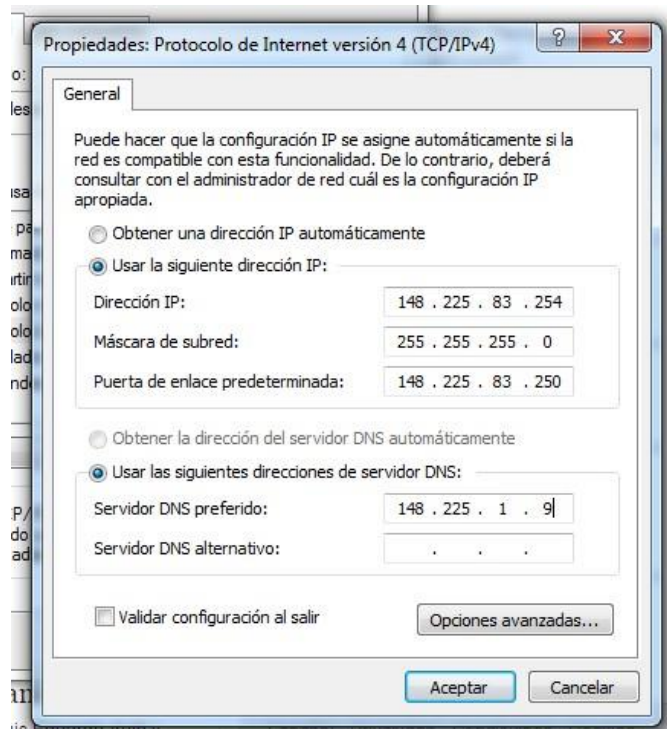 Propiedades: Protocolo de Internet versión 4 (TCP/IPv4)
General
Puede hacer que la configuración IP se asigne automáticamente si la
red es compatible con esta funcionalidad. De lo contrario, deberá
consultar con el administrador de red cuál es la configuración IP
apropiada.
Obtener una dirección IP automáticamente
Usar la siguiente dirección IP:
Dirección IP: 148 . 225 . 83 . 254
Máscara de subred: 255 . 255 . 255 . 0
Puerta de enlace predeterminada: 148 . 225 . 83 . 250
Obtener la dirección del servidor DNS automáticamente
Usar las siguientes direcciones de servidor DNS:
Servidor DNS preferido: 148 . 225 . 1 . 9
Servidor DNS alternativo: . . .
Validar configuración al salir
Opciones avanzadas...
Aceptar Cancelar